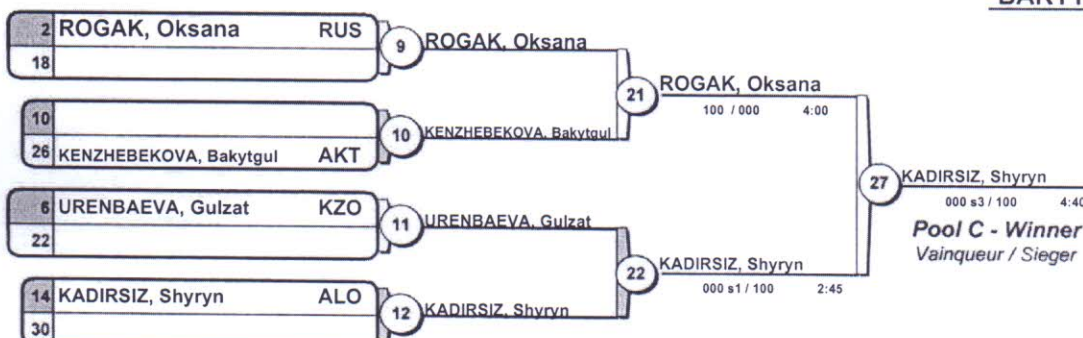 2 ROGAK, Oksana RUS
18
9 ROGAK, Oksana
10
26 KENZHEBEKOVA, Bakytgul AKT
10 KENZHEBEKOVA, Bakytgul
21 ROGAK, Oksana
100 / 000 4:00
6 URENBAEVA, Gulzat KZO
22
11 URENBAEVA, Gulzat
14 KADIRSIZ, Shyryn ALO
30
12 KADIRSIZ, Shyryn
22 KADIRSIZ, Shyryn
000 s1 / 100 2:45
27 KADIRSIZ, Shyryn
000 s3 / 100 4:40
Pool C - Winner
Vainqueur / Sieger